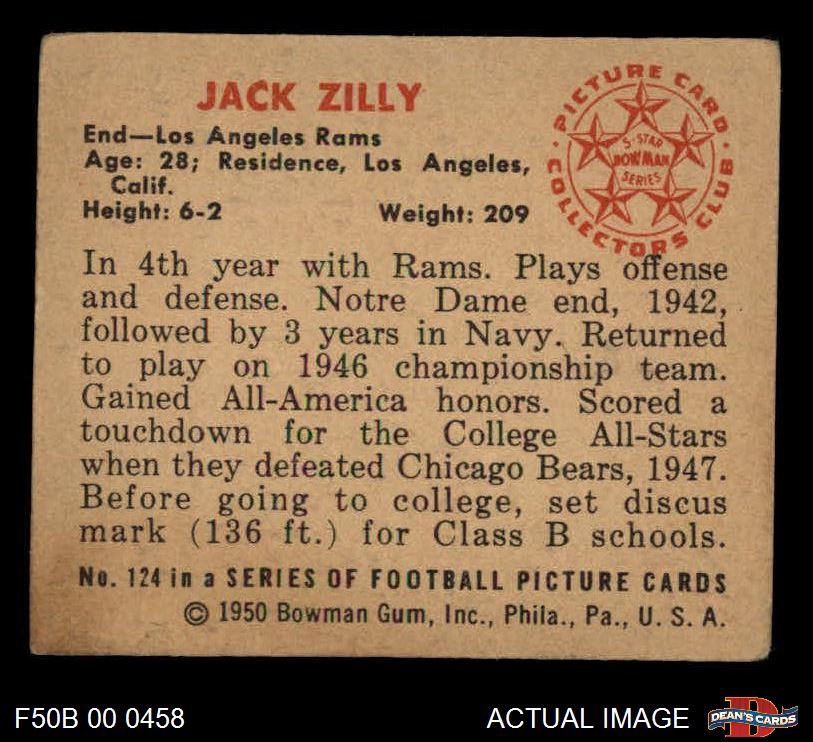 JACK ZILLY
End—Los Angeles Rams
Age: 28; Residence, Los Angeles,
Calif.
Height: 6-2 Weight: 209
PICTURE CARD
COLLECTORS CLUB
5-STAR
BOWMAN
SERIES
In 4th year with Rams. Plays offense
and defense. Notre Dame end, 1942,
followed by 3 years in Navy. Returned
to play on 1946 championship team.
Gained All-America honors. Scored a
touchdown for the College All-Stars
when they defeated Chicago Bears, 1947.
Before going to college, set discus
mark (136 ft.) for Class B schools.
No. 124 in a SERIES OF FOOTBALL PICTURE CARDS
© 1950 Bowman Gum, Inc., Phila., Pa., U. S. A.
F50B 00 0458
ACTUAL IMAGE
D
DEAN'S CARDS